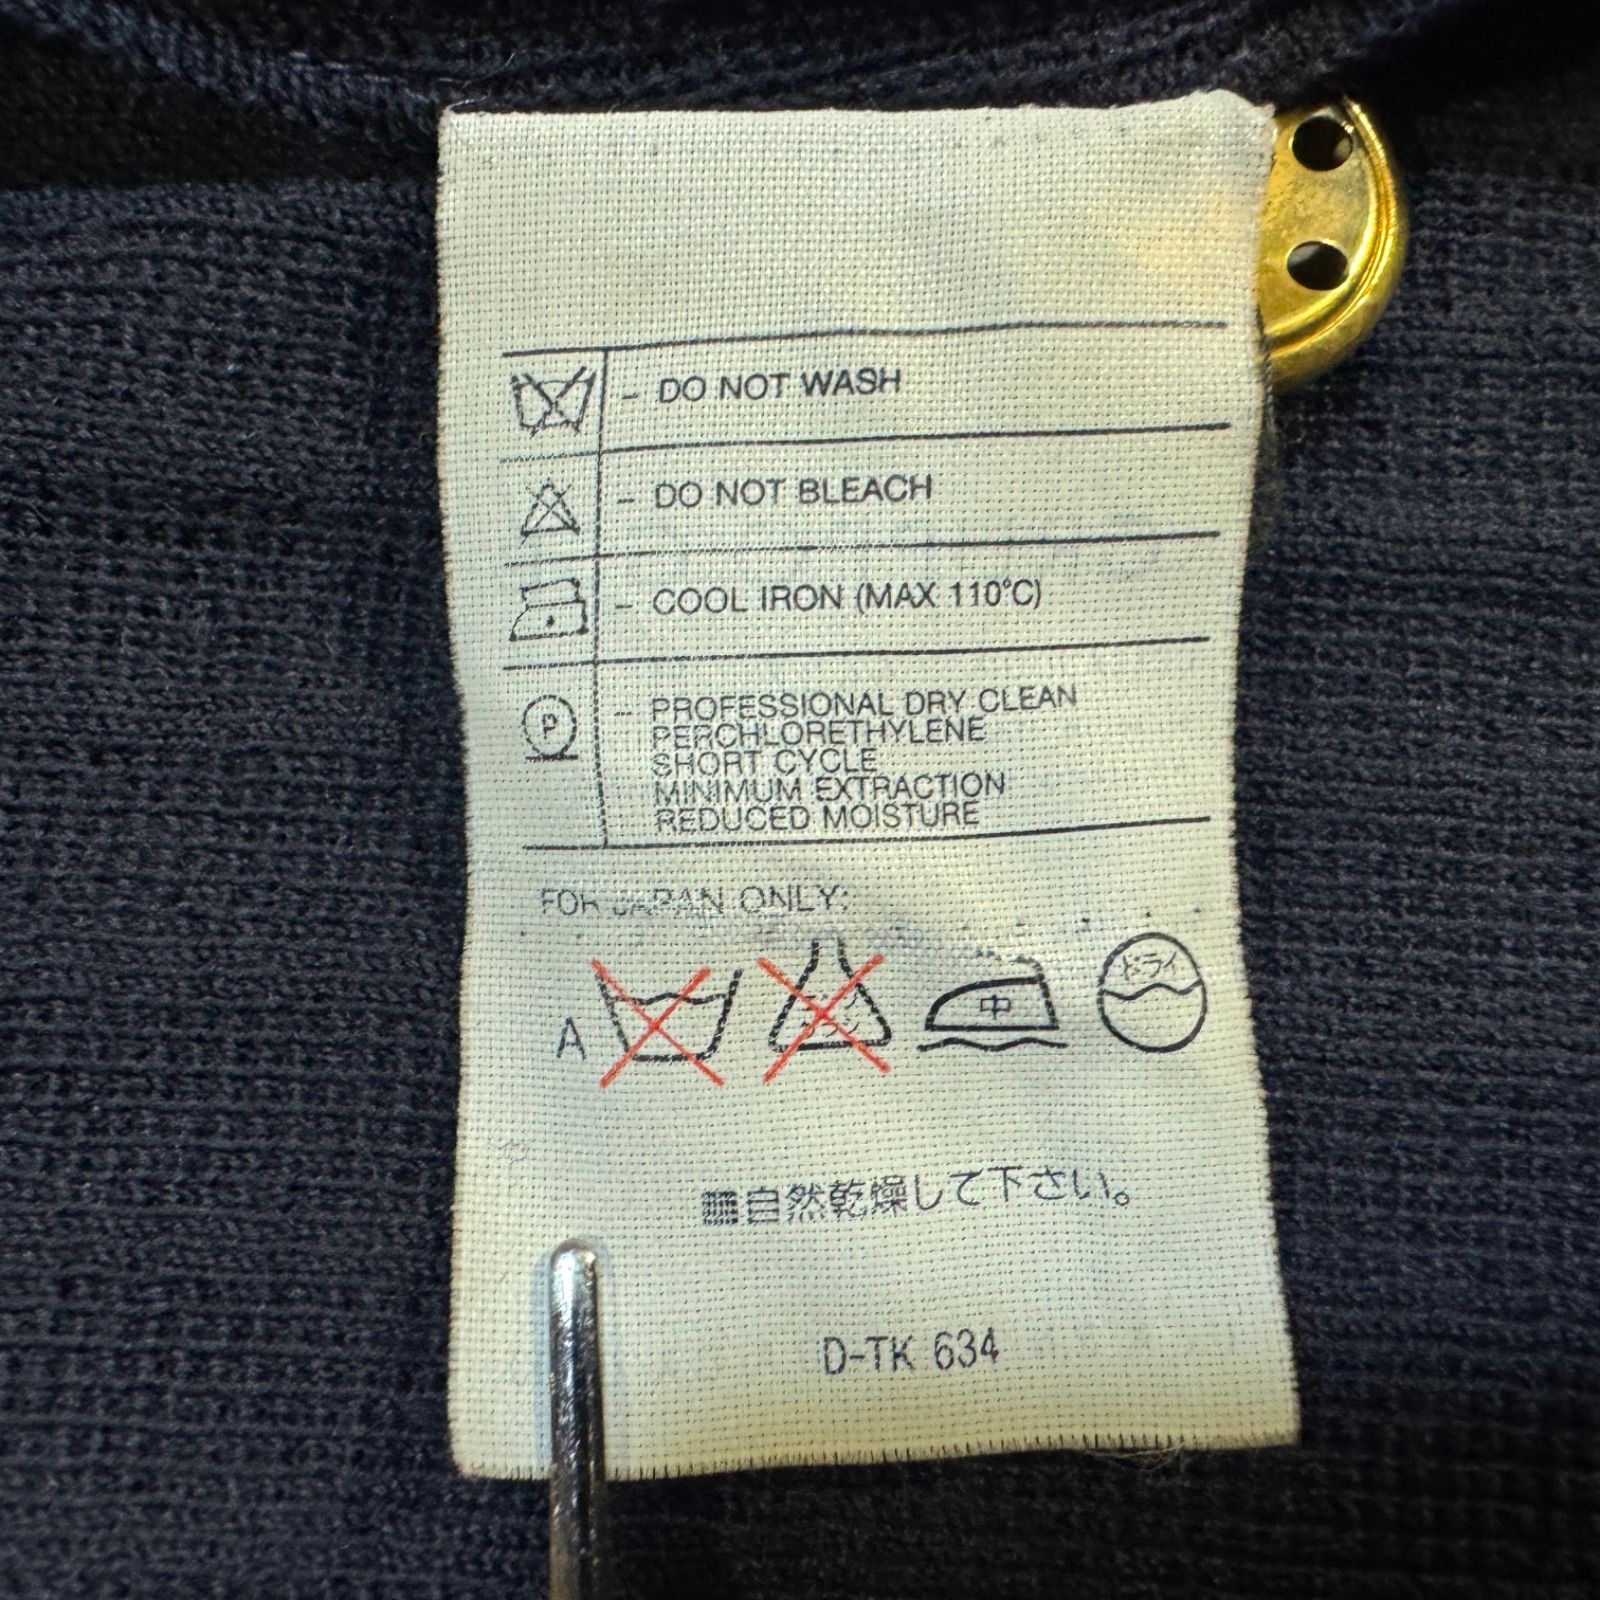 - DO NOT WASH
- DO NOT BLEACH
- COOL IRON (MAX 110°C)
P
- PROFESSIONAL DRY CLEAN
PERCHLORETHYLENE
SHORT CYCLE
MINIMUM EXTRACTION
REDUCED MOISTURE
FOR JAPAN ONLY:
A 中 ドライ
自然乾燥して下さい。
D-TK 634